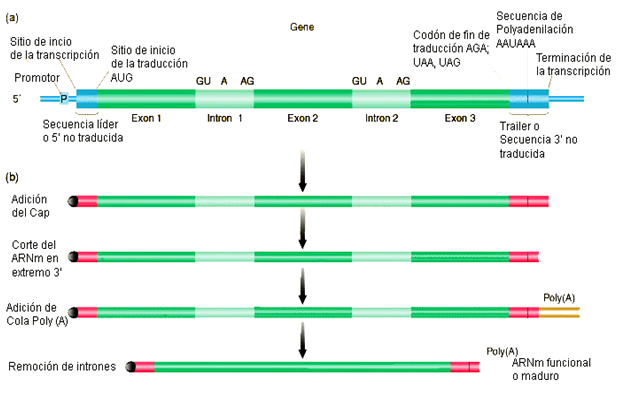 (a)
Gene
Sitio de incio
de la transcripción
Sitio de inicio
de la traducción
AUG
Promotor
GU A AG
GU A AG
Codón de fin de
traducción AGA;
UAA, UAG
Secuencia de
Polyadenilación
AAUAAA
Terminación de
la transcripción
5´
P
Secuencia líder
o 5' no traducida
Exon 1
Intron 1
Exon 2
Intron 2
Exon 3
Trailer o
Secuencia 3' no
traducida
(b)
Adición
del Cap
Corte del
ARNm en
extremo 3'
Adición de
Cola Poly (A)
Poly(A)
Remoción de intrones
Poly(A)
ARNm funcional
o maduro